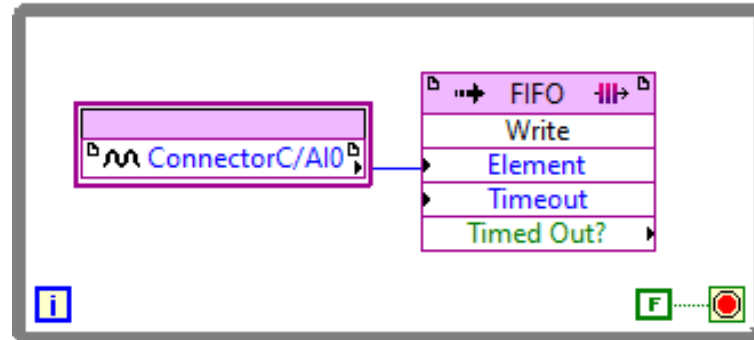 FIFO
Write
ConnectorC/AI0
Element
Timeout
Timed Out?
i
F